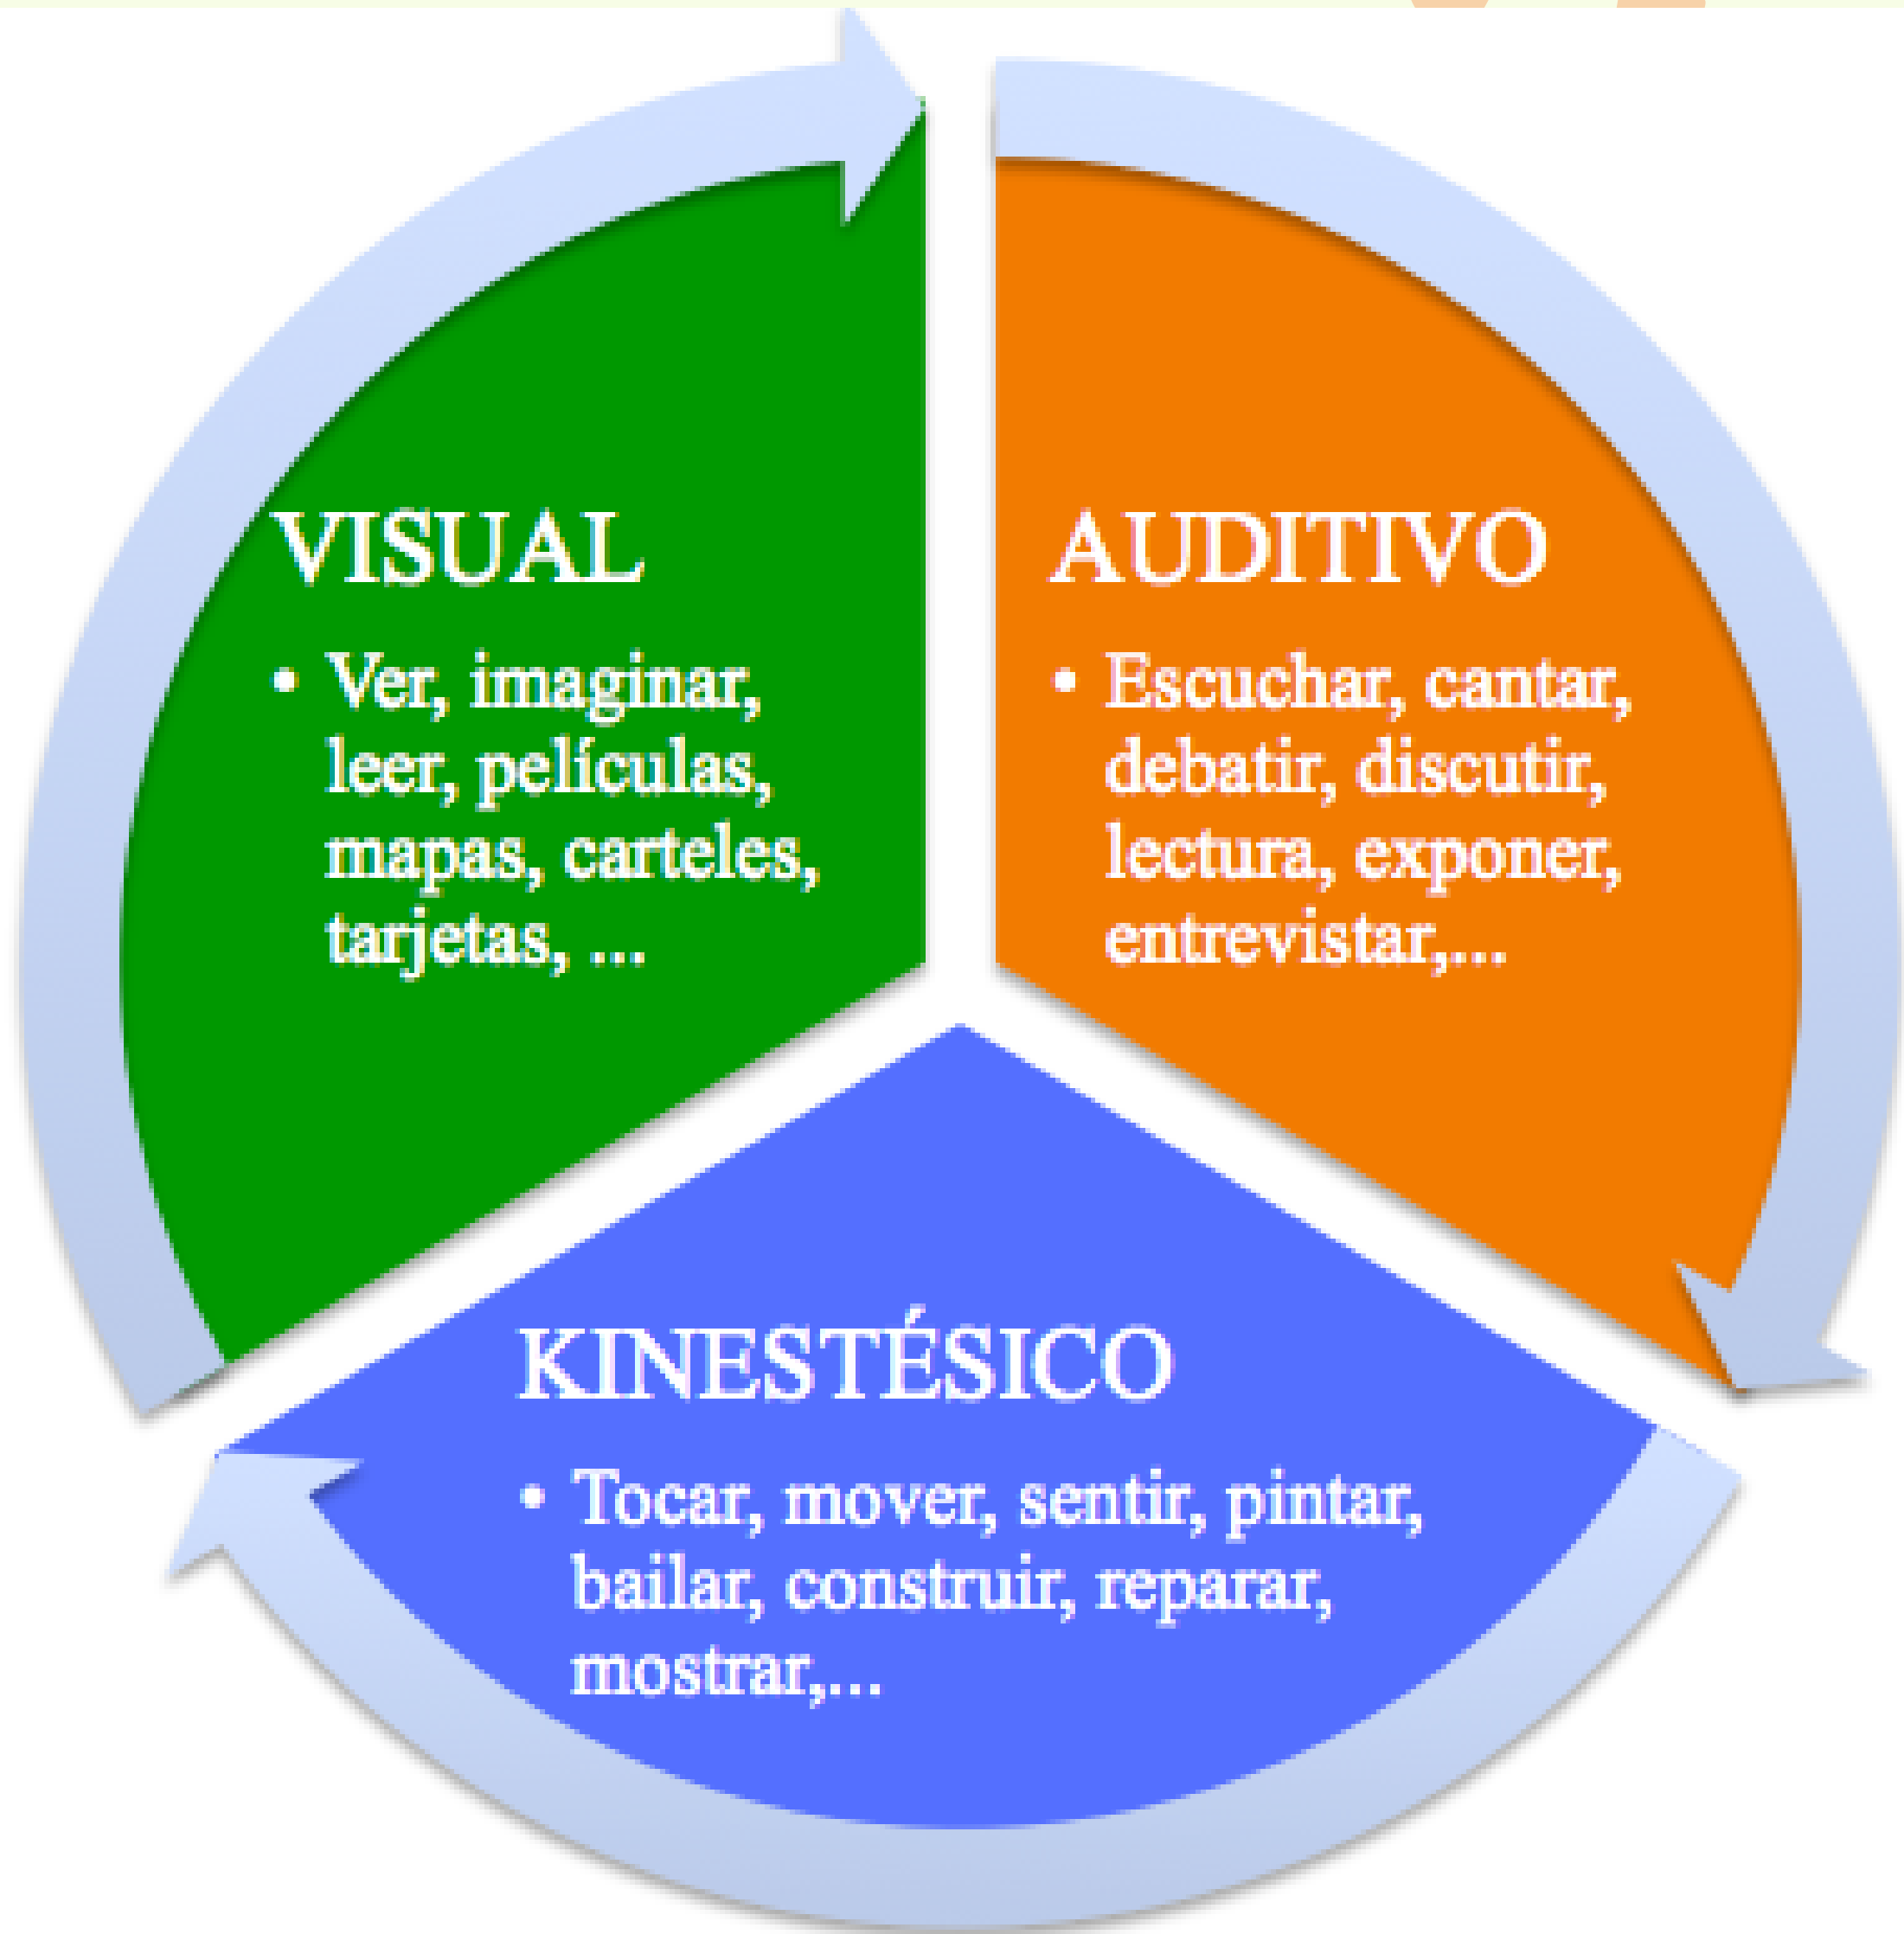 VISUAL
• Ver, imaginar,
leer, películas,
mapas, carteles,
tarjetas, ...
AUDITIVO
• Escuchar, cantar,
debatir, discutir,
lectura, exponer,
entrevistar,...
KINESTÉSICO
• Tocar, mover, sentir, pintar,
bailar, construir, reparar,
mostrar,...